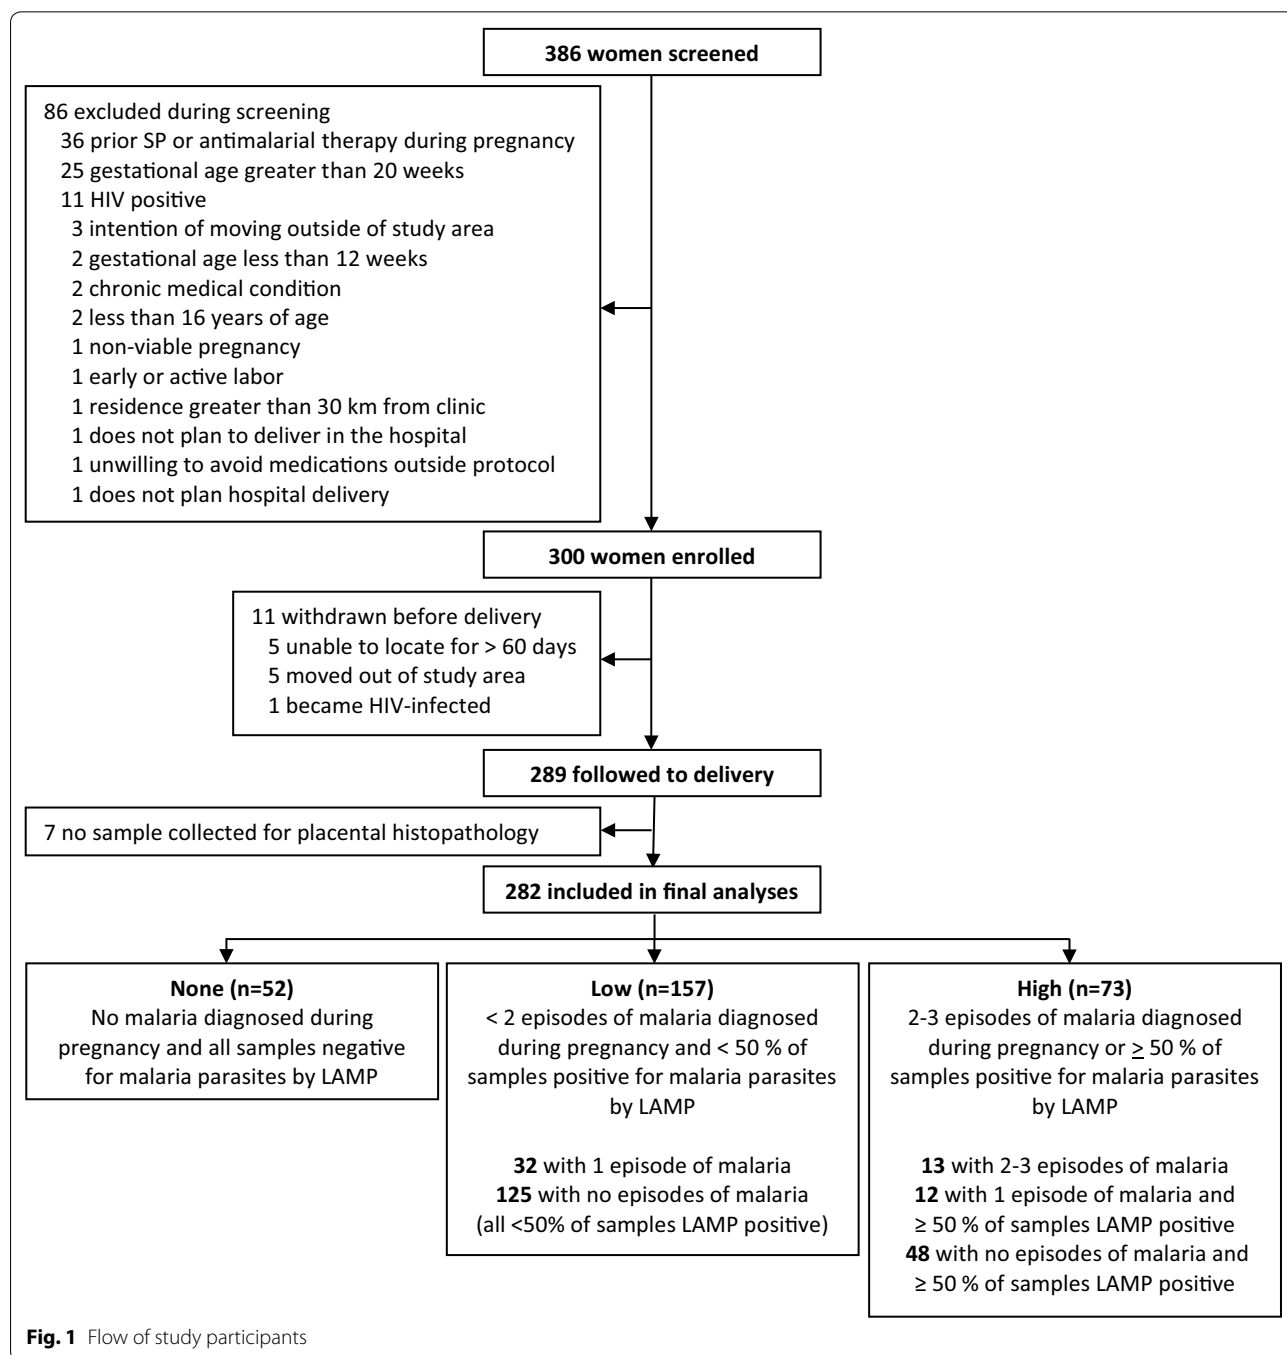 386 women screened
86 excluded during screening
36 prior SP or antimalarial therapy during pregnancy
25 gestational age greater than 20 weeks
11 HIV positive
3 intention of moving outside of study area
2 gestational age less than 12 weeks
2 chronic medical condition
2 less than 16 years of age
1 non-viable pregnancy
1 early or active labor
1 residence greater than 30 km from clinic
1 does not plan to deliver in the hospital
1 unwilling to avoid medications outside protocol
1 does not plan hospital delivery
300 women enrolled
11 withdrawn before delivery
5 unable to locate for > 60 days
5 moved out of study area
1 became HIV-infected
289 followed to delivery
7 no sample collected for placental histopathology
282 included in final analyses
None (n=52)
No malaria diagnosed during
pregnancy and all samples negative
for malaria parasites by LAMP
Low (n=157)
< 2 episodes of malaria diagnosed
during pregnancy and < 50 % of
samples positive for malaria parasites
by LAMP
32 with 1 episode of malaria
125 with no episodes of malaria
(all <50% of samples LAMP positive)
High (n=73)
2-3 episodes of malaria diagnosed
during pregnancy or ≥ 50 % of
samples positive for malaria parasites
by LAMP
13 with 2-3 episodes of malaria
12 with 1 episode of malaria and
≥ 50 % of samples LAMP positive
48 with no episodes of malaria and
≥ 50 % of samples LAMP positive
Fig. 1 Flow of study participants